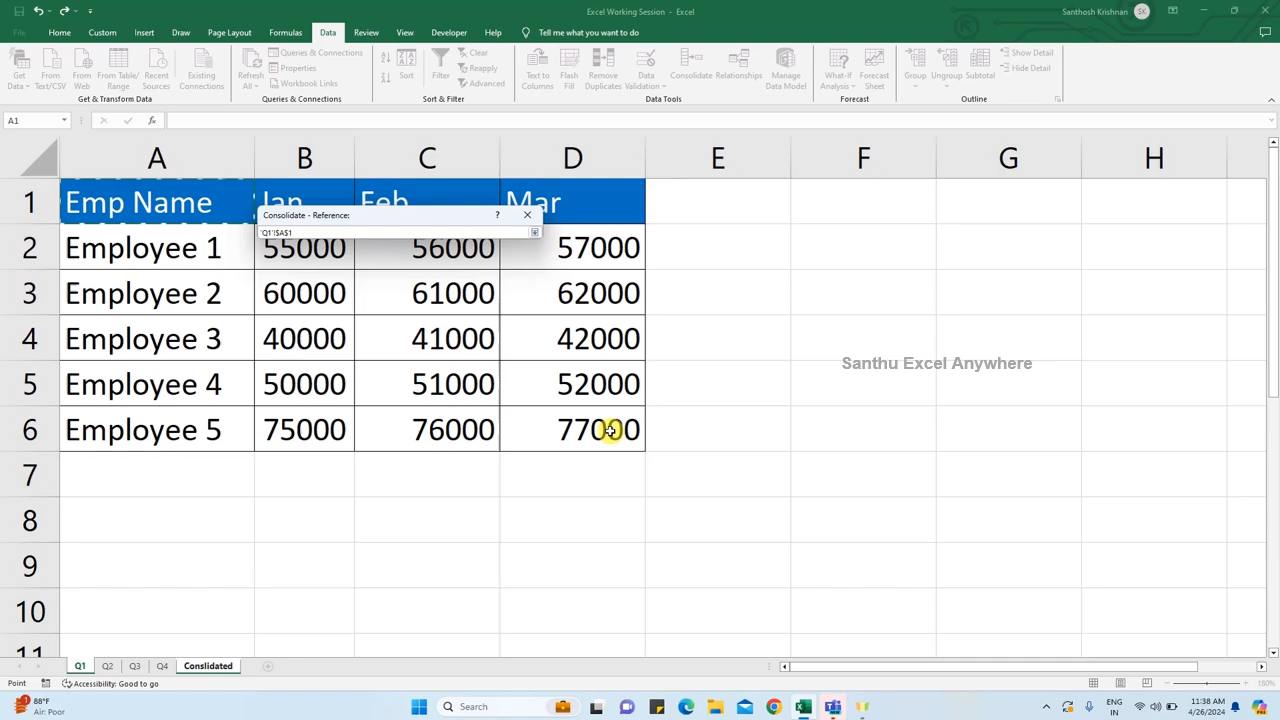 Excel Working Session - Excel
Santhosh Krishnan SK
File Home Custom Insert Draw Page Layout Formulas Data Review View Developer Help Tell me what you want to do
Get Data
From Text/CSV
From Web
From Table/ Range
Recent Sources
Existing Connections
Get & Transform Data
Refresh All
Queries & Connections
Properties
Workbook Links
Queries & Connections
Sort
Filter
Clear
Reapply
Advanced
Sort & Filter
Text to Columns
Flash Fill
Remove Duplicates
Data Validation
Consolidate
Relationships
Manage Data Model
Data Tools
What-If Analysis
Forecast Sheet
Forecast
Group
Ungroup
Subtotal
Show Detail
Hide Detail
Outline
A1 fx
A B C D E F G H
1 Emp Name Jan Feb Mar
Consolidate - Reference: ?
'Q1'!$A$1
2 Employee 1 55000 56000 57000
3 Employee 2 60000 61000 62000
4 Employee 3 40000 41000 42000
Santhu Excel Anywhere
5 Employee 4 50000 51000 52000
6 Employee 5 75000 76000 77000
7
8
9
10
11
Q1 Q2 Q3 Q4 Conslidated
Point Accessibility: Good to go 180%
88°F
Air: Poor
Search
ENG
IN
11:38 AM
4/26/2024